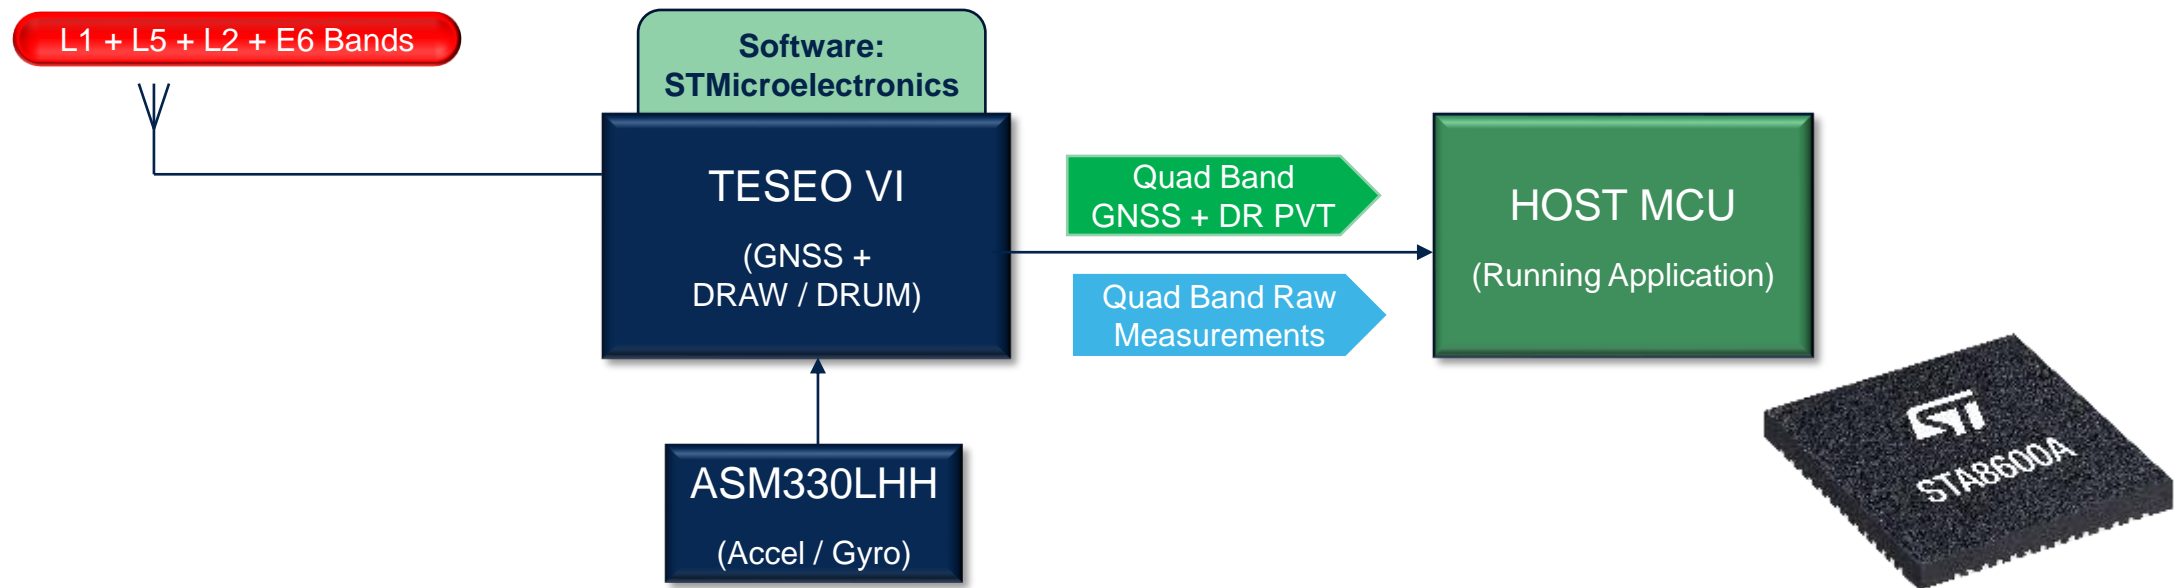 L1 + L5 + L2 + E6 Bands
Software:
STMicroelectronics
TESEO VI
(GNSS +
DRAW / DRUM)
Quad Band
GNSS + DR PVT
Quad Band Raw
Measurements
HOST MCU
(Running Application)
ASM330LHH
(Accel / Gyro)
ST
STA8600A